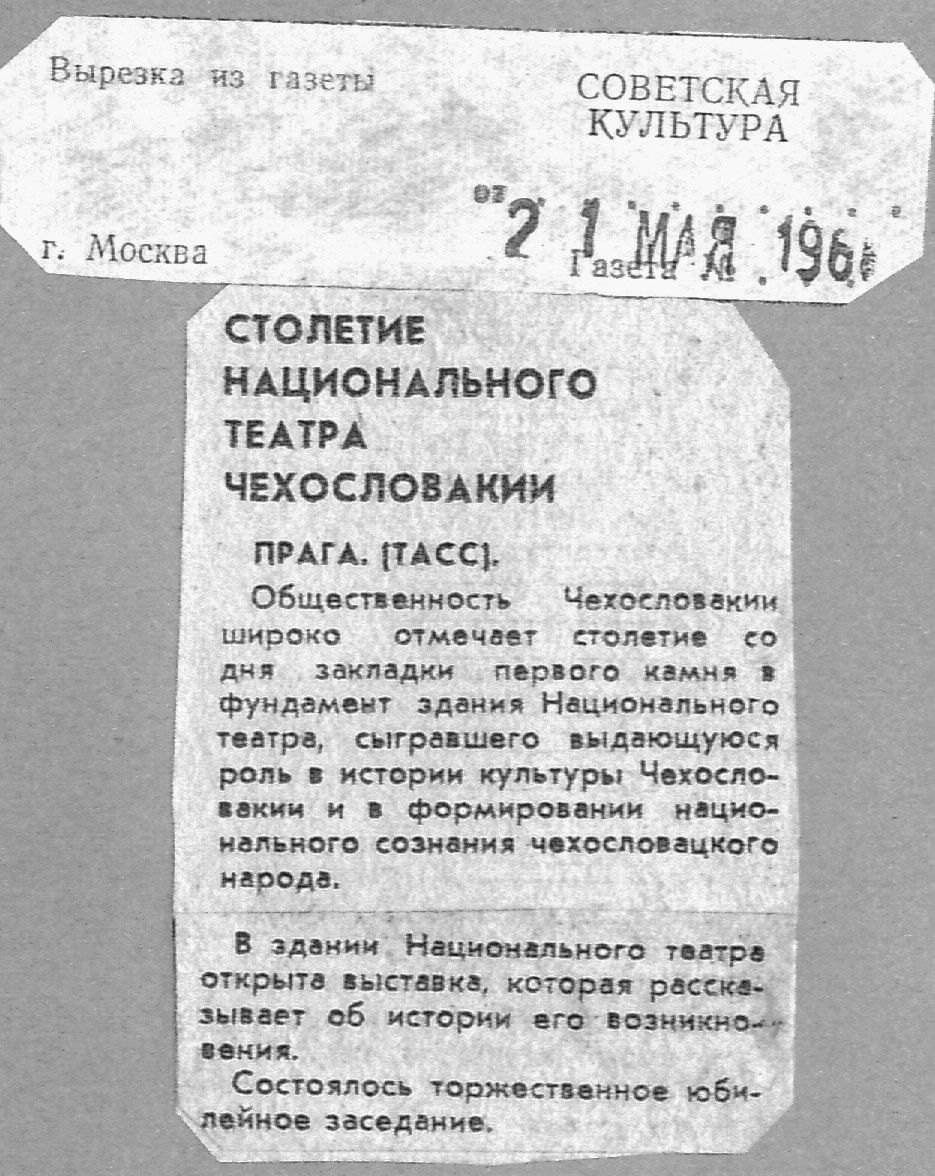 Вырезка из газеты
СОВЕТСКАЯ
КУЛЬТУРА
от 21 МАЯ 196
г. Москва
Газета №
СТОЛЕТИЕ
НАЦИОНАЛЬНОГО
ТЕАТРА
ЧЕХОСЛОВАКИИ
ПРАГА. (ТАСС).
Общественность Чехословакии
широко отмечает столетие со
дня закладки первого камня в
фундамент здания Национального
театра, сыгравшего выдающуюся
роль в истории культуры Чехосло-
вакии и в формировании нацио-
нального сознания чехословацкого
народа.
В здании Национального театра
открыта выставка, которая расска-
зывает об истории его возникно-
вения.
Состоялось торжественное юби-
лейное заседание.